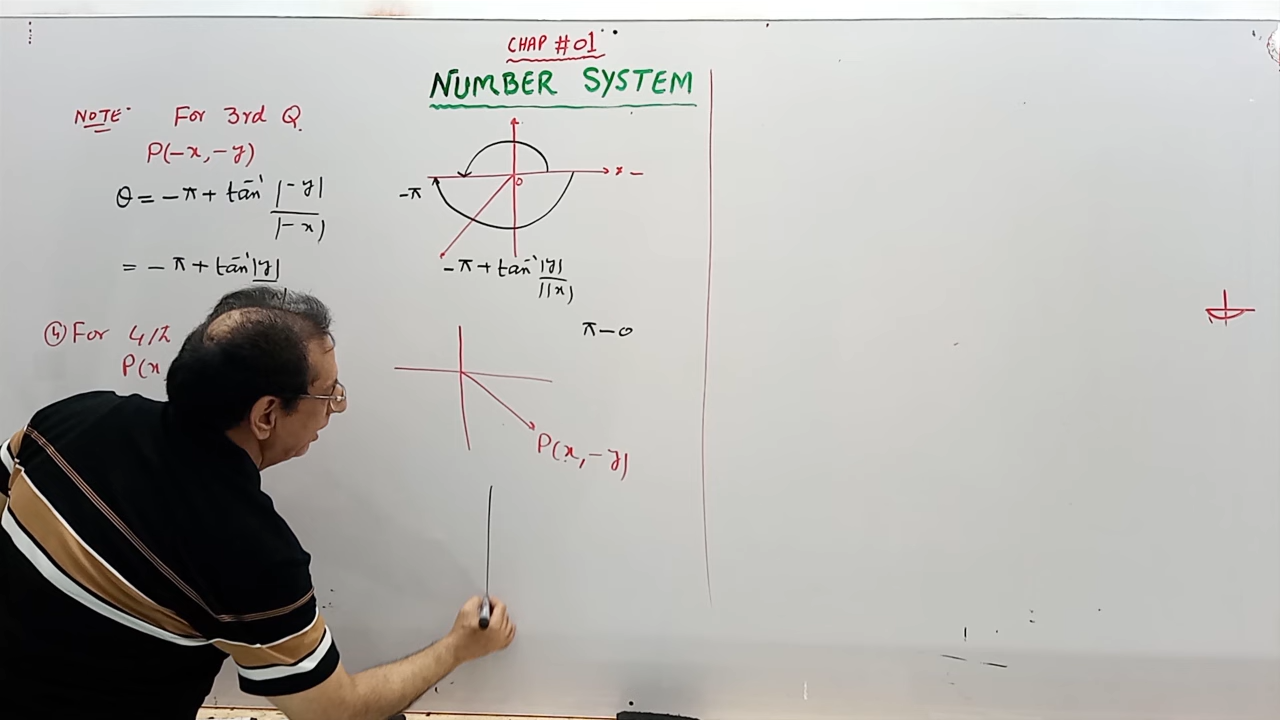 CHAP #01
NUMBER SYSTEM
NOTE For 3rd Q.
P(-x, -y)
θ = -π + tan⁻¹ |-y|
|-x|
= -π + tan⁻¹ |y|
④ For 4/
P(x
x
o
-π
-π + tan⁻¹ |y|
|x|
π - θ
P(x, -y)